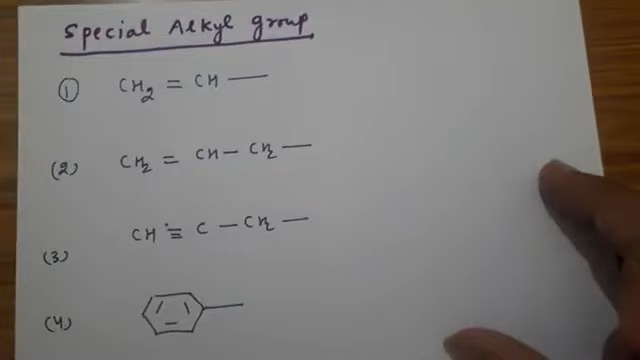 Special Alkyl group
(1) CH2 = CH —
(2) CH2 = CH — CH2 —
(3) CH ≡ C — CH2 —
(4)